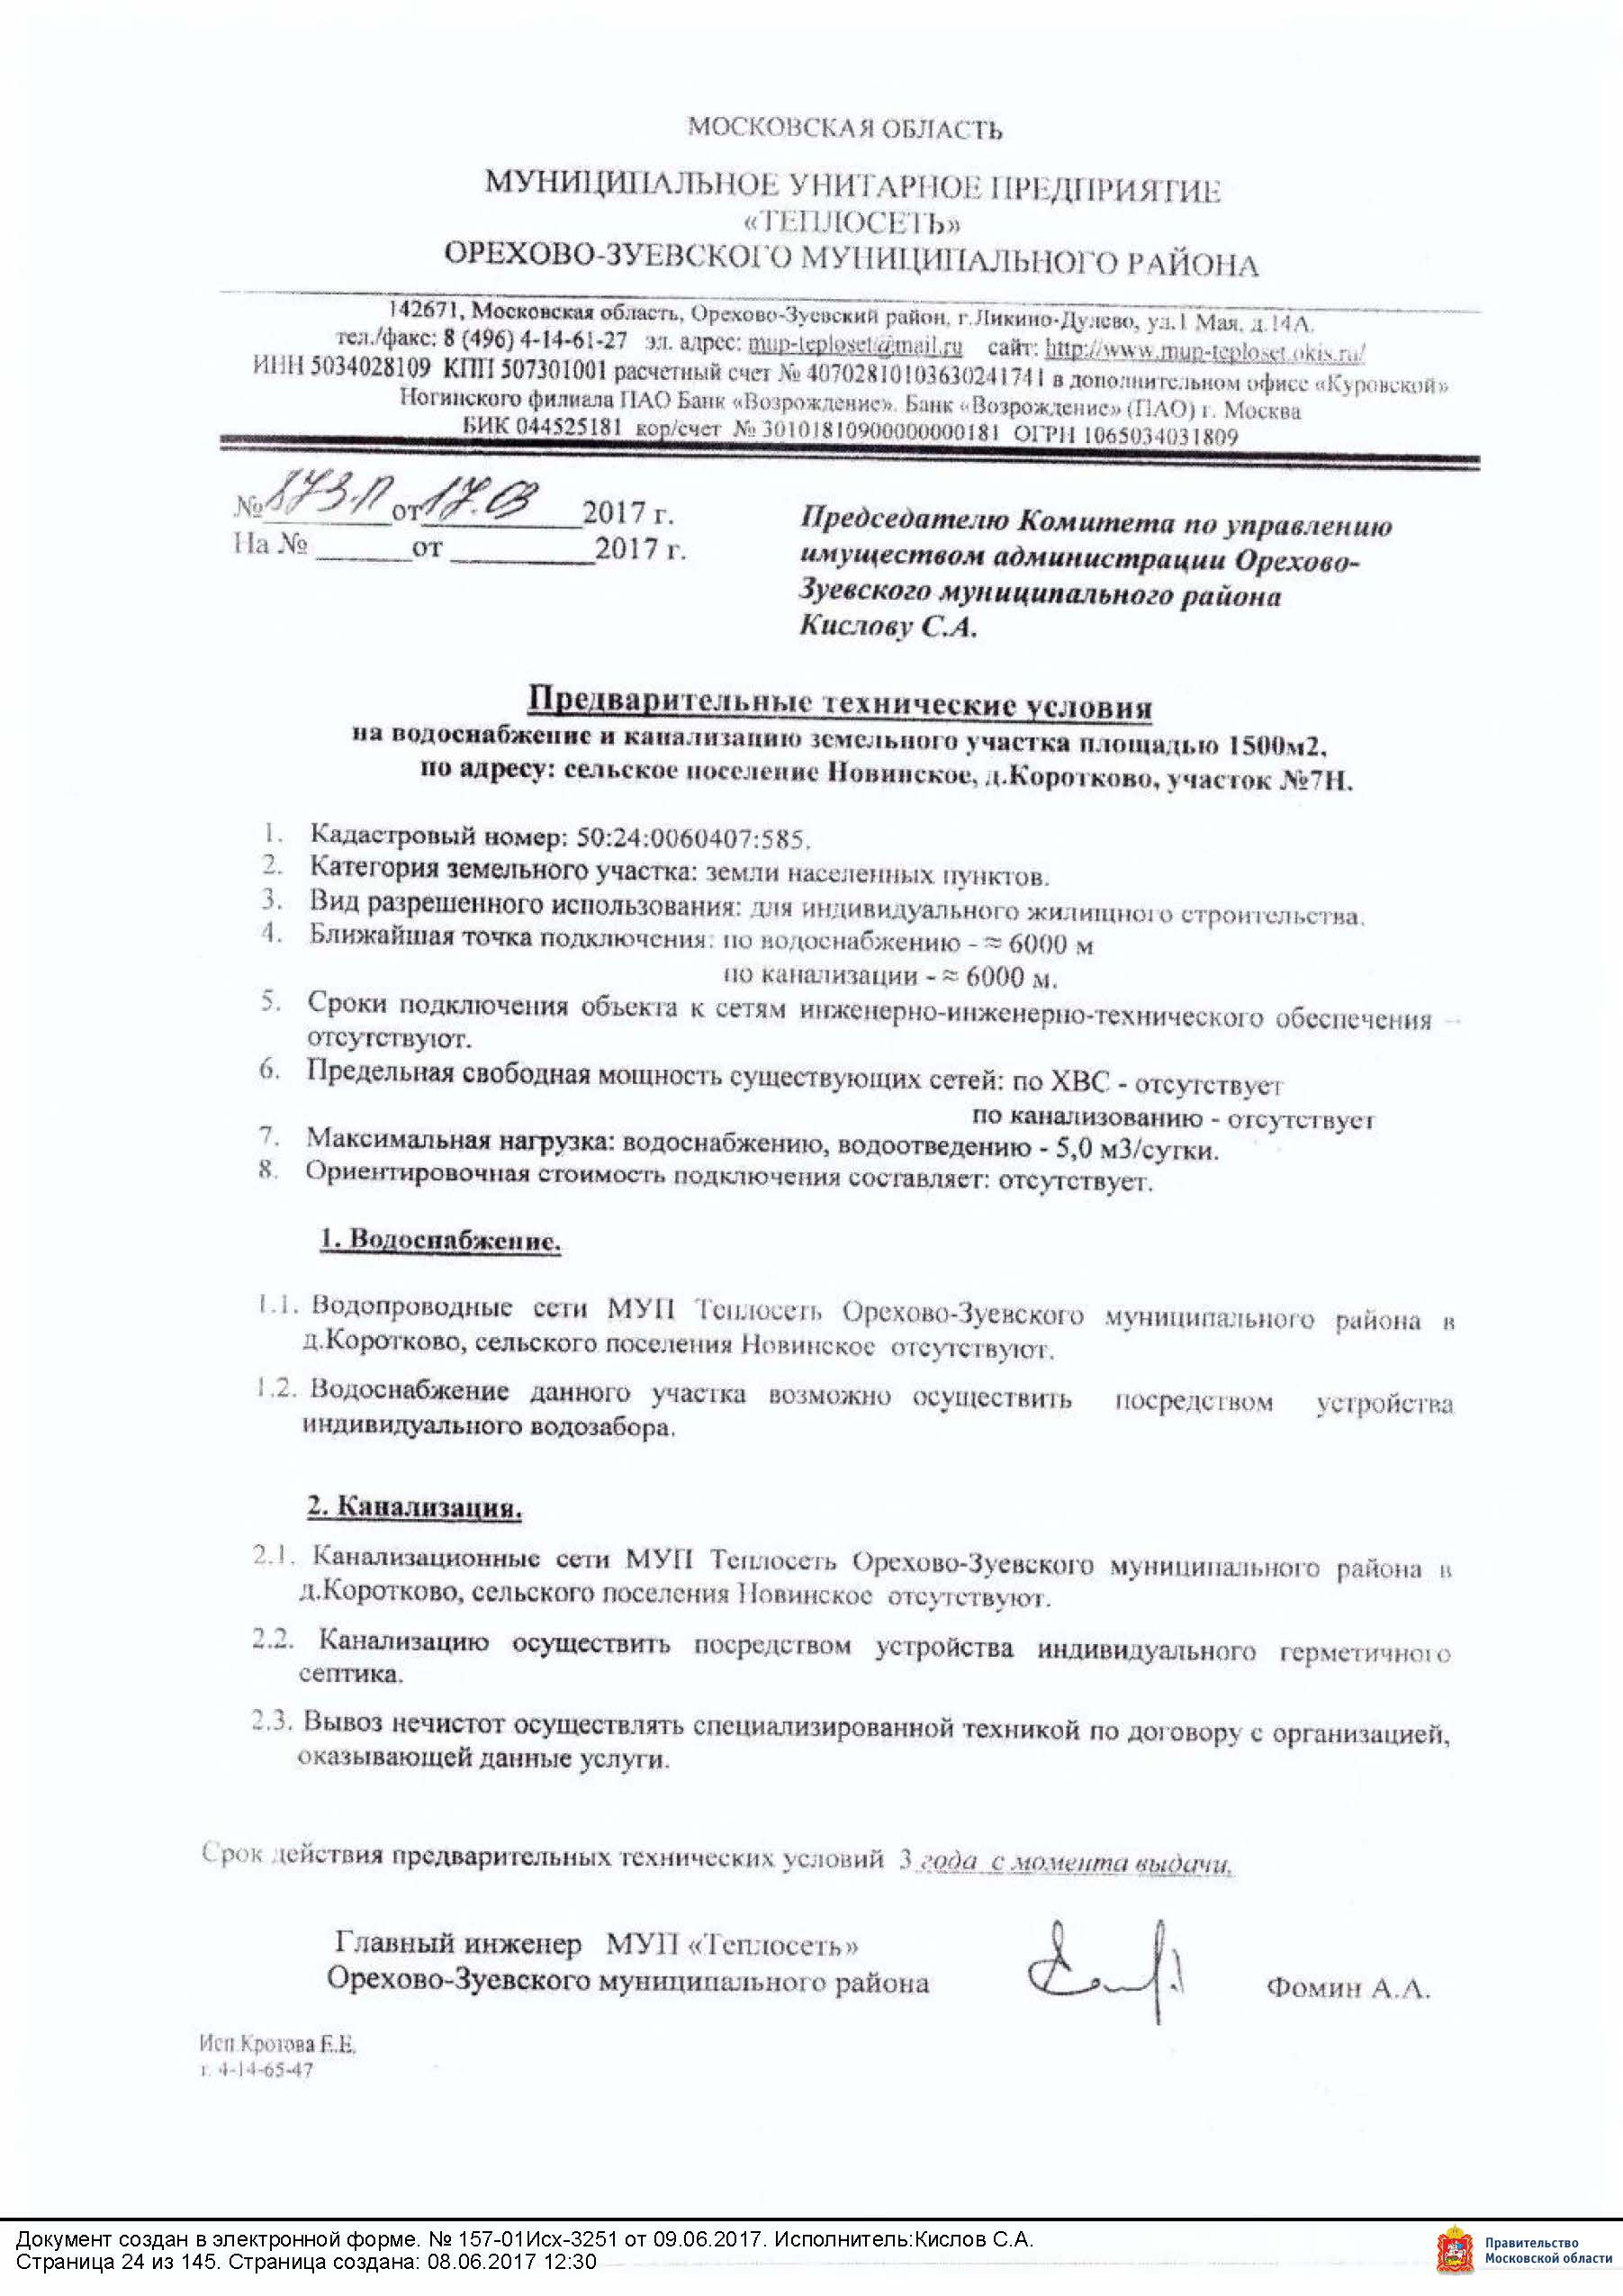 МОСКОВСКАЯ ОБЛАСТЬ
МУНИЦИПАЛЬНОЕ УНИТАРНОЕ ПРЕДПРИЯТИЕ
«ТЕПЛОСЕТЬ»
ОРЕХОВО-ЗУЕВСКОГО МУНИЦИПАЛЬНОГО РАЙОНА
142671, Московская область, Орехово-Зуевский район, г.Ликино-Дулево, ул.1 Мая, д.14А.
тел./факс: 8 (496) 4-14-61-27 эл. адрес: mup-teploset@mail.ru сайт: http://www.mup-teploset.okis.ru/
ИНН 5034028109 КПП 507301001 расчетный счет № 40702810103630241741 в дополнительном офисе «Куровской»
Ногинского филиала ПАО Банк «Возрождение». Банк «Возрождение» (ПАО) г. Москва
БИК 044525181 кор/счет № 30101810900000000181 ОГРН 1065034031809
№ 873.П от 17.03 2017 г.
На № ______ от _________ 2017 г.
Председателю Комитета по управлению
имуществом администрации Орехово-
Зуевского муниципального района
Кислову С.А.
Предварительные технические условия
на водоснабжение и канализацию земельного участка площадью 1500м2,
по адресу: сельское поселение Новинское, д.Коротково, участок №7Н.
1. Кадастровый номер: 50:24:0060407:585.
2. Категория земельного участка: земли населенных пунктов.
3. Вид разрешенного использования: для индивидуального жилищного строительства.
4. Ближайшая точка подключения: по водоснабжению - ≈ 6000 м
по канализации - ≈ 6000 м.
5. Сроки подключения объекта к сетям инженерно-инженерно-технического обеспечения –
отсутствуют.
6. Предельная свободная мощность существующих сетей: по ХВС - отсутствует
по канализованию - отсутствует
7. Максимальная нагрузка: водоснабжению, водоотведению - 5,0 м3/сутки.
8. Ориентировочная стоимость подключения составляет: отсутствует.
1. Водоснабжение.
1.1. Водопроводные сети МУП Теплосеть Орехово-Зуевского муниципального района в
д.Коротково, сельского поселения Новинское отсутствуют.
1.2. Водоснабжение данного участка возможно осуществить посредством устройства
индивидуального водозабора.
2. Канализация.
2.1. Канализационные сети МУП Теплосеть Орехово-Зуевского муниципального района в
д.Коротково, сельского поселения Новинское отсутствуют.
2.2. Канализацию осуществить посредством устройства индивидуального герметичного
септика.
2.3. Вывоз нечистот осуществлять специализированной техникой по договору с организацией,
оказывающей данные услуги.
Срок действия предварительных технических условий 3 года с момента выдачи.
Главный инженер МУП «Теплосеть»
Орехово-Зуевского муниципального района Фомин А.А.
Исп.Кротова Е.Е.
т. 4-14-65-47
Документ создан в электронной форме. № 157-01Исх-3251 от 09.06.2017. Исполнитель:Кислов С.А.
Страница 24 из 145. Страница создана: 08.06.2017 12:30
Правительство
Московской области